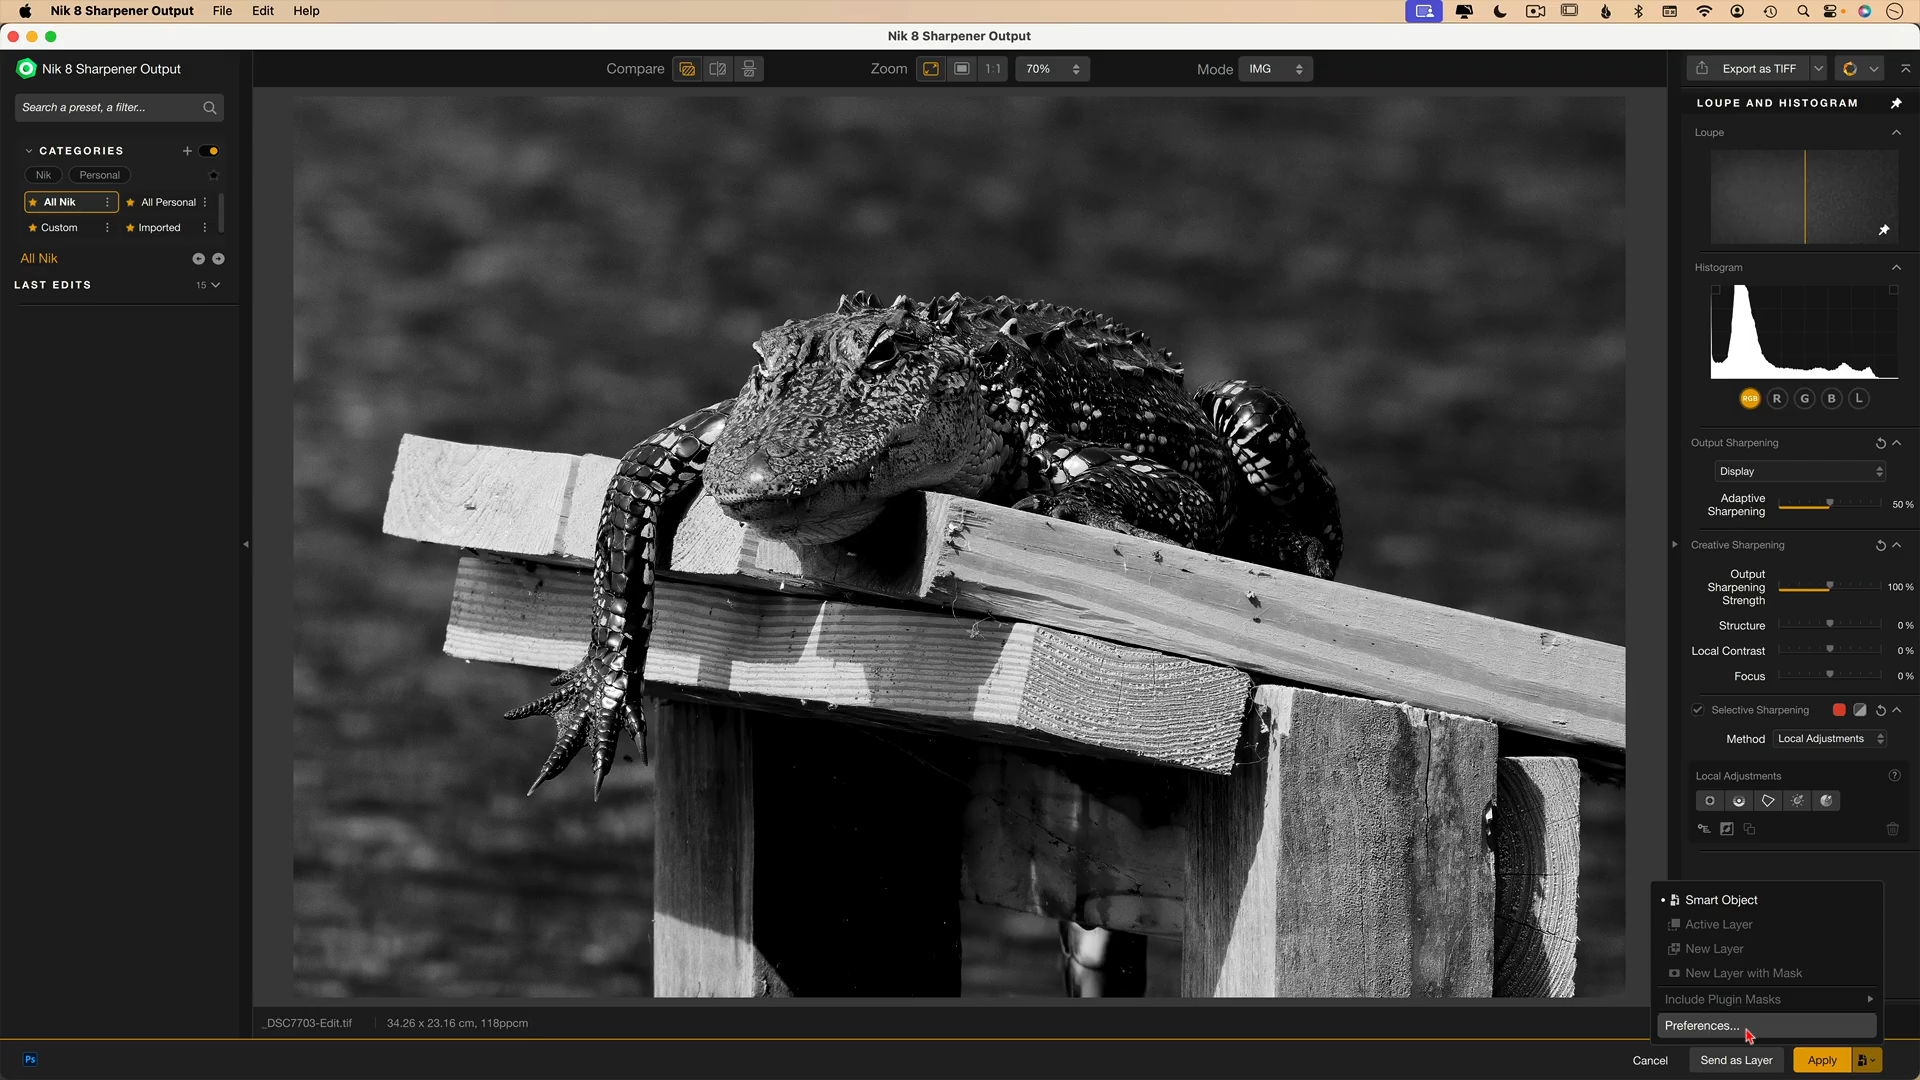 Nik 8 Sharpener Output File Edit Help
Nik 8 Sharpener Output
Nik 8 Sharpener Output
Compare
Zoom
1:1
70%
Mode
IMG
Export as TIFF
Search a preset, a filter...
CATEGORIES
Nik
Personal
All Nik
All Personal
Custom
Imported
All Nik
LAST EDITS
15
LOUPE AND HISTOGRAM
Loupe
Histogram
RGB
R
G
B
L
Output Sharpening
Display
Adaptive
Sharpening
50 %
Creative Sharpening
Output
Sharpening
Strength
100 %
Structure
0 %
Local Contrast
0 %
Focus
0 %
Selective Sharpening
Method
Local Adjustments
Local Adjustments
?
Smart Object
Active Layer
New Layer
New Layer with Mask
Include Plugin Masks
Preferences...
_DSC7703-Edit.tif
34.26 x 23.16 cm, 118ppcm
Ps
Cancel
Send as Layer
Apply